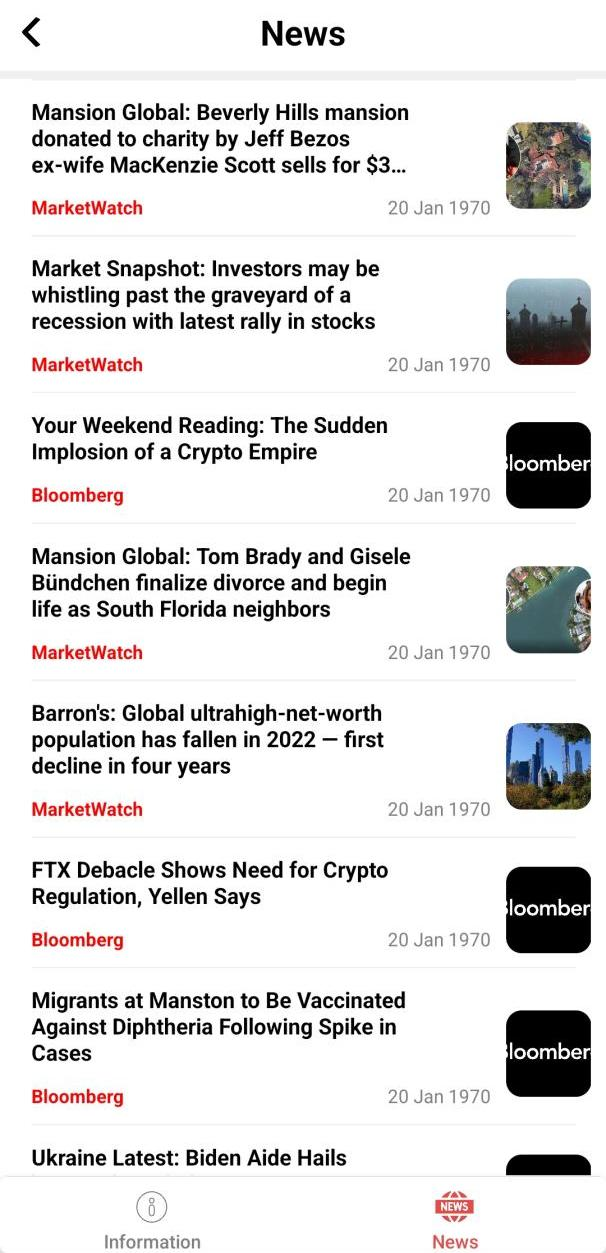 News
Mansion Global: Beverly Hills mansion
donated to charity by Jeff Bezos
ex-wife MacKenzie Scott sells for $3...
MarketWatch 20 Jan 1970
Market Snapshot: Investors may be
whistling past the graveyard of a
recession with latest rally in stocks
MarketWatch 20 Jan 1970
Your Weekend Reading: The Sudden
Implosion of a Crypto Empire
Bloomberg 20 Jan 1970
loomber
Mansion Global: Tom Brady and Gisele
Bündchen finalize divorce and begin
life as South Florida neighbors
MarketWatch 20 Jan 1970
Barron's: Global ultrahigh-net-worth
population has fallen in 2022 — first
decline in four years
MarketWatch 20 Jan 1970
FTX Debacle Shows Need for Crypto
Regulation, Yellen Says
Bloomberg 20 Jan 1970
loomber
Migrants at Manston to Be Vaccinated
Against Diphtheria Following Spike in
Cases
Bloomberg 20 Jan 1970
loomber
Ukraine Latest: Biden Aide Hails
NEWS
Information News